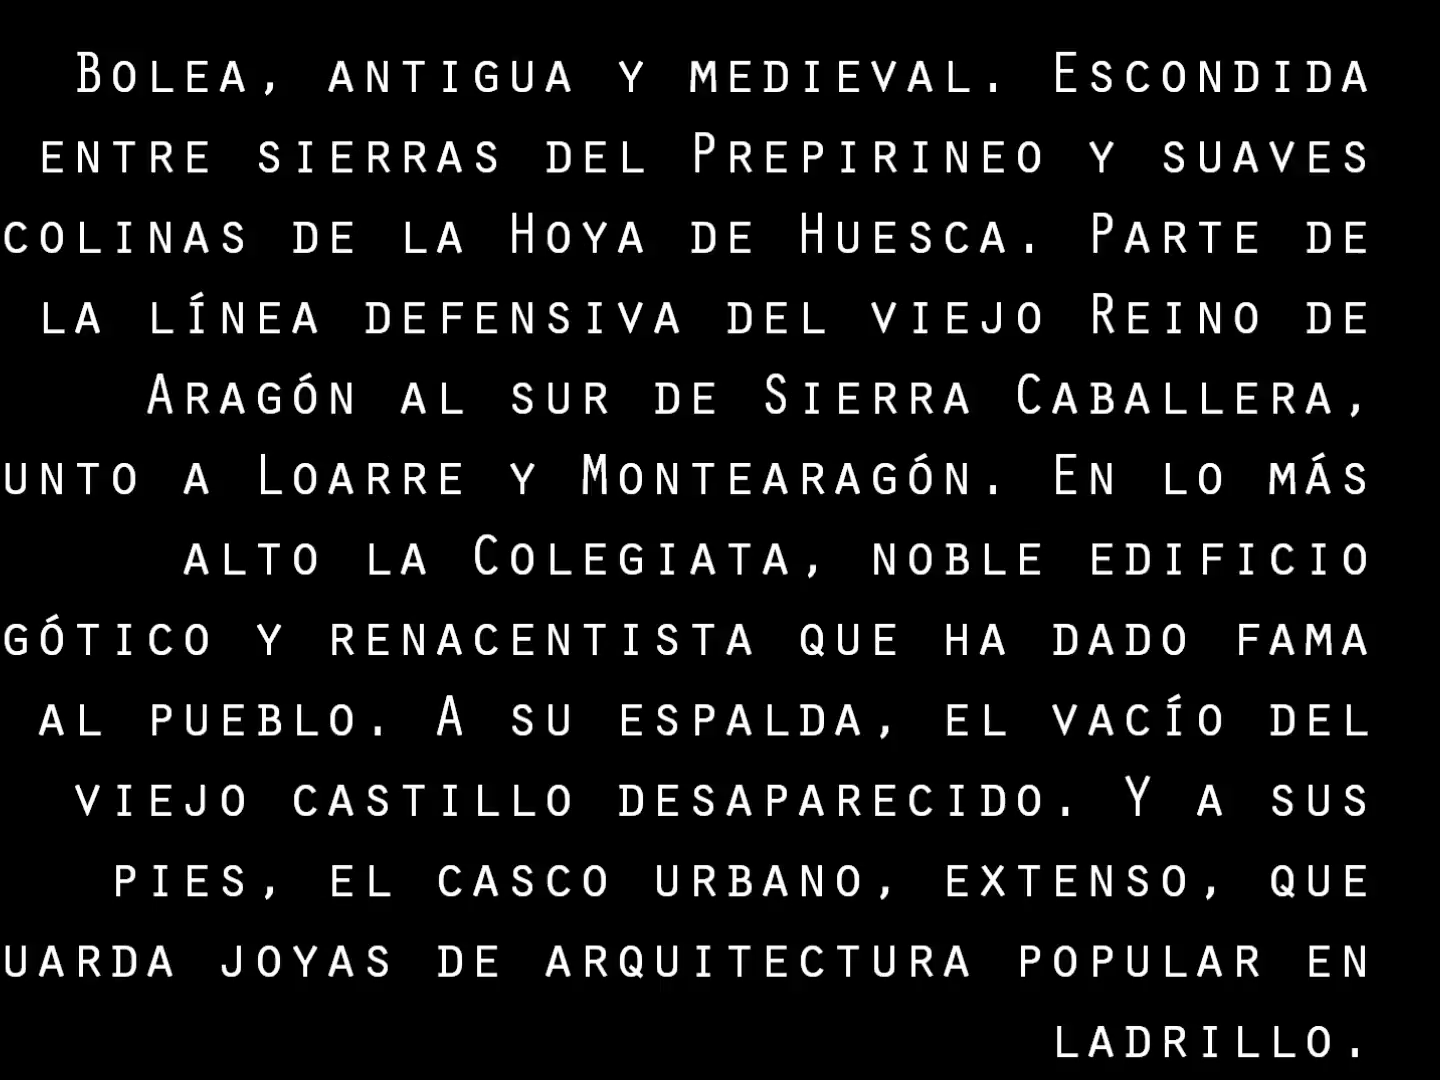 Bolea, antigua y medieval. Escondida
entre sierras del Prepirineo y suaves
colinas de la Hoya de Huesca. Parte de
la línea defensiva del viejo Reino de
Aragón al sur de Sierra Caballera,
unto a Loarre y Montearagón. En lo más
alto la Colegiata, noble edificio
gótico y renacentista que ha dado fama
al pueblo. A su espalda, el vacío del
viejo castillo desaparecido. Y a sus
pies, el casco urbano, extenso, que
uarda joyas de arquitectura popular en
ladrillo.